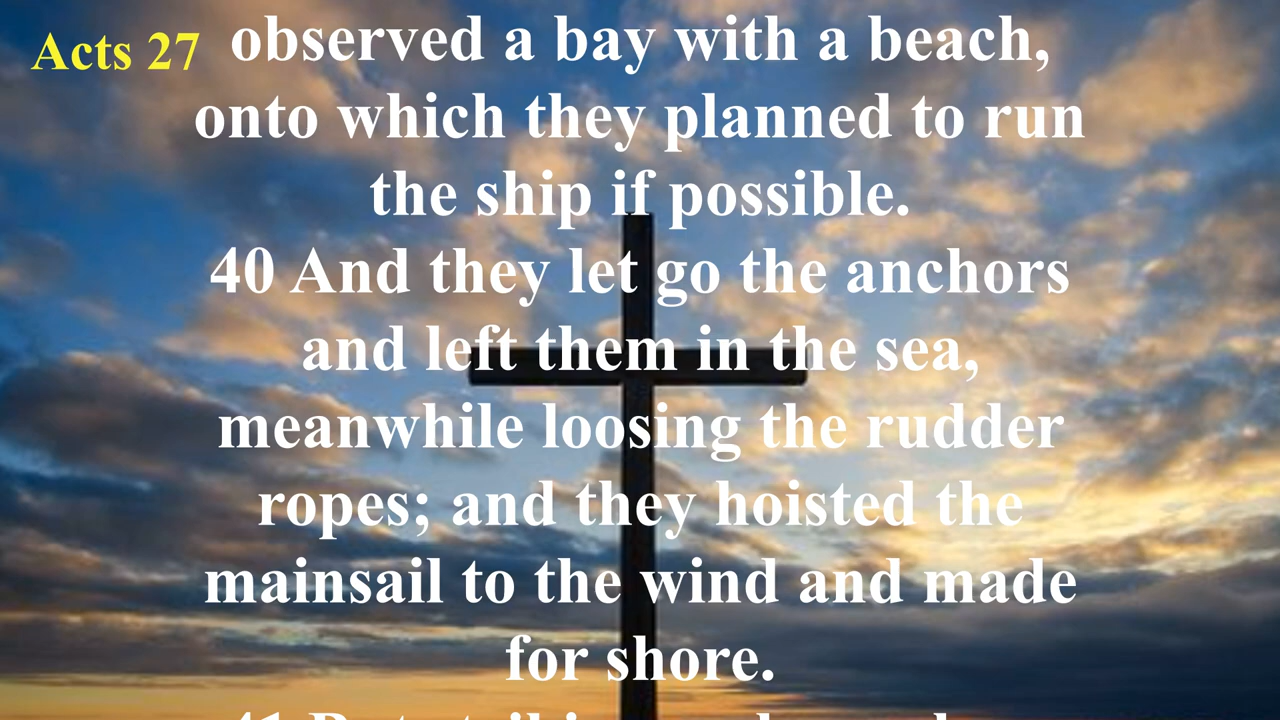 Acts 27
observed a bay with a beach,
onto which they planned to run
the ship if possible.
40 And they let go the anchors
and left them in the sea,
meanwhile loosing the rudder
ropes; and they hoisted the
mainsail to the wind and made
for shore.